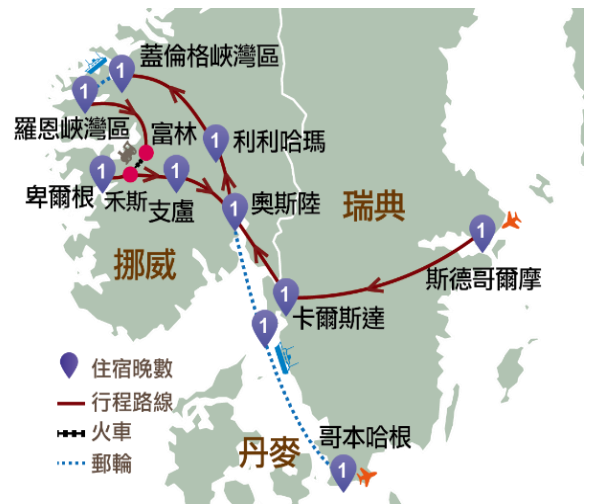 蓋倫格峽灣區
1
1
羅恩峽灣區
富林
1
利利哈瑪
1
卑爾根
禾斯
1
支盧
1
奧斯陸
瑞典
1
斯德哥爾摩
挪威
1
卡爾斯達
1
住宿晚數
行程路線
火車
郵輪
丹麥
哥本哈根
1